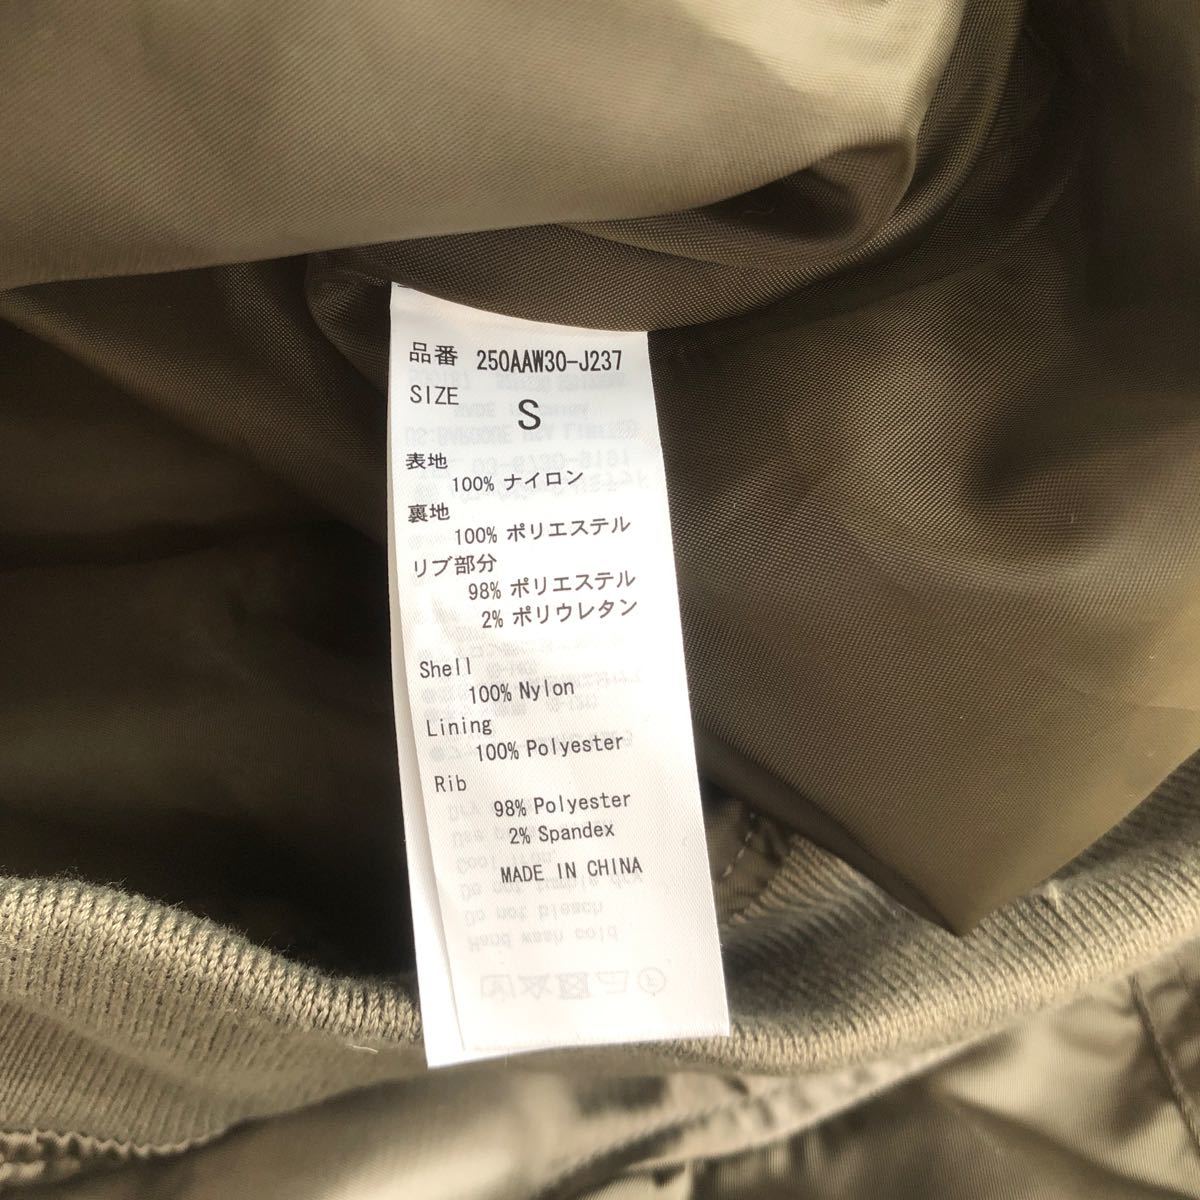 品番 250AAW30-J237
SIZE S
表地
100% ナイロン
裏地
100% ポリエステル
リブ部分
98% ポリエステル
2% ポリウレタン
Shell
100% Nylon
Lining
100% Polyester
Rib
98% Polyester
2% Spandex
MADE IN CHINA